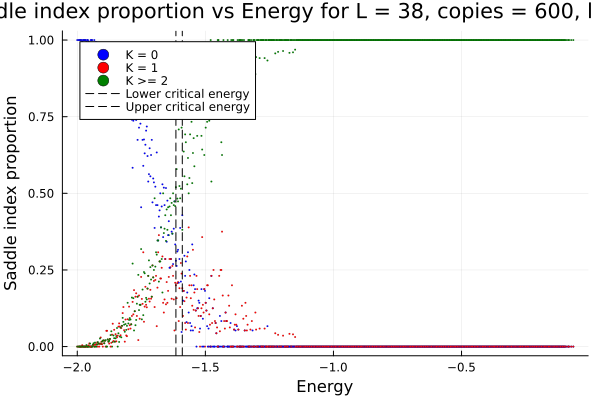 dle index proportion vs Energy for L = 38, copies = 600,
Saddle index proportion
1.00
0.75
0.50
0.25
0.00
K = 0
K = 1
K >= 2
Lower critical energy
Upper critical energy
−2.0 −1.5 −1.0 −0.5
Energy